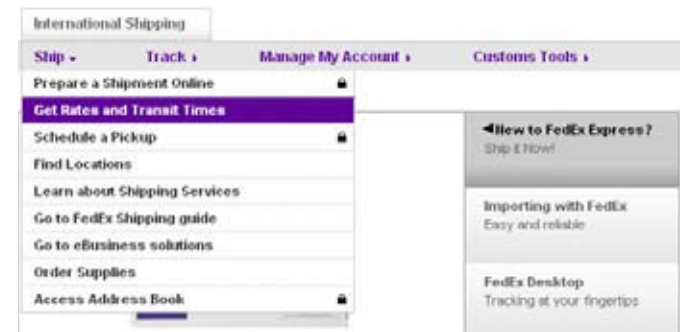 International Shipping
Ship Track Manage My Account Customs Tools
Prepare a Shipment Online
Get Rates and Transit Times
Schedule a Pickup
Find Locations
Learn about Shipping Services
Go to FedEx Shipping guide
Go to eBusiness solutions
Order Supplies
Access Address Book
New to FedEx Express?
Ship it Now!
Importing with FedEx
Easy and reliable
FedEx Desktop
Tracking at your fingertips